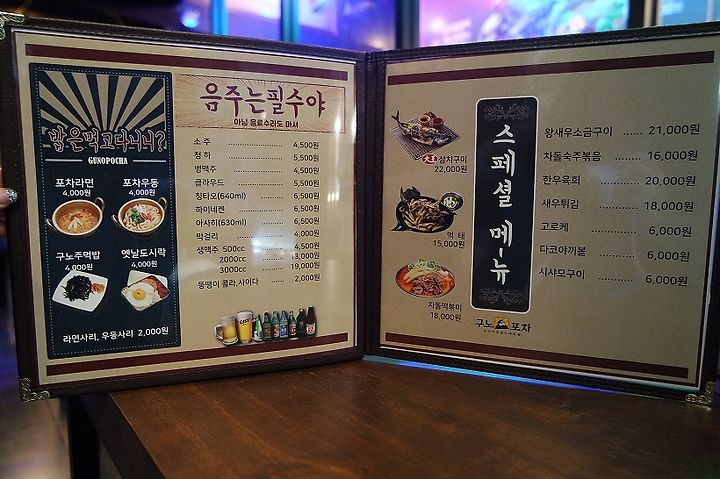 밥은먹고다니니?
GUNOPOCHA
포차라면
4,000원
포차우동
4,000원
구노주먹밥
4,000원
옛날도시락
4,000원
라면사리, 우동사리 2,000원
음주는필수야
아님 음료수라도 마셔
소 주 4,500원
청 하 5,500원
병맥주 4,500원
클라우드 5,500원
칭타오(640ml) 6,500원
하이네켄 6,500원
아사히(630ml) 6,500원
막걸리 4,000원
생맥주 500cc 4,500원
2000cc 13,000원
3000cc 19,000원
뚱땡이 콜라,사이다 2,000원
스페셜 메뉴
삼치구이
22,000원
먹 태
15,000원
차돌떡볶이
18,000원
왕새우소금구이 21,000원
차돌숙주볶음 16,000원
한우육회 20,000원
새우튀김 18,000원
고로케 6,000원
다코야끼볼 6,000원
시샤모구이 6,000원
구노포차